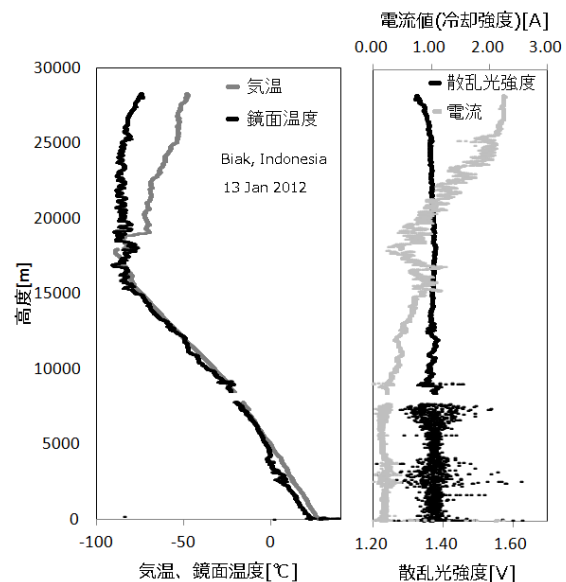 電流値(冷却強度)[A]
0.00 1.00 2.00 3.00
30000
25000
20000
15000
10000
5000
0
高度[m]
気温
鏡面温度
Biak, Indonesia
13 Jan 2012
散乱光強度
電流
-100 -50 0
気温、鏡面温度[℃]
1.20 1.40 1.60
散乱光強度[V]